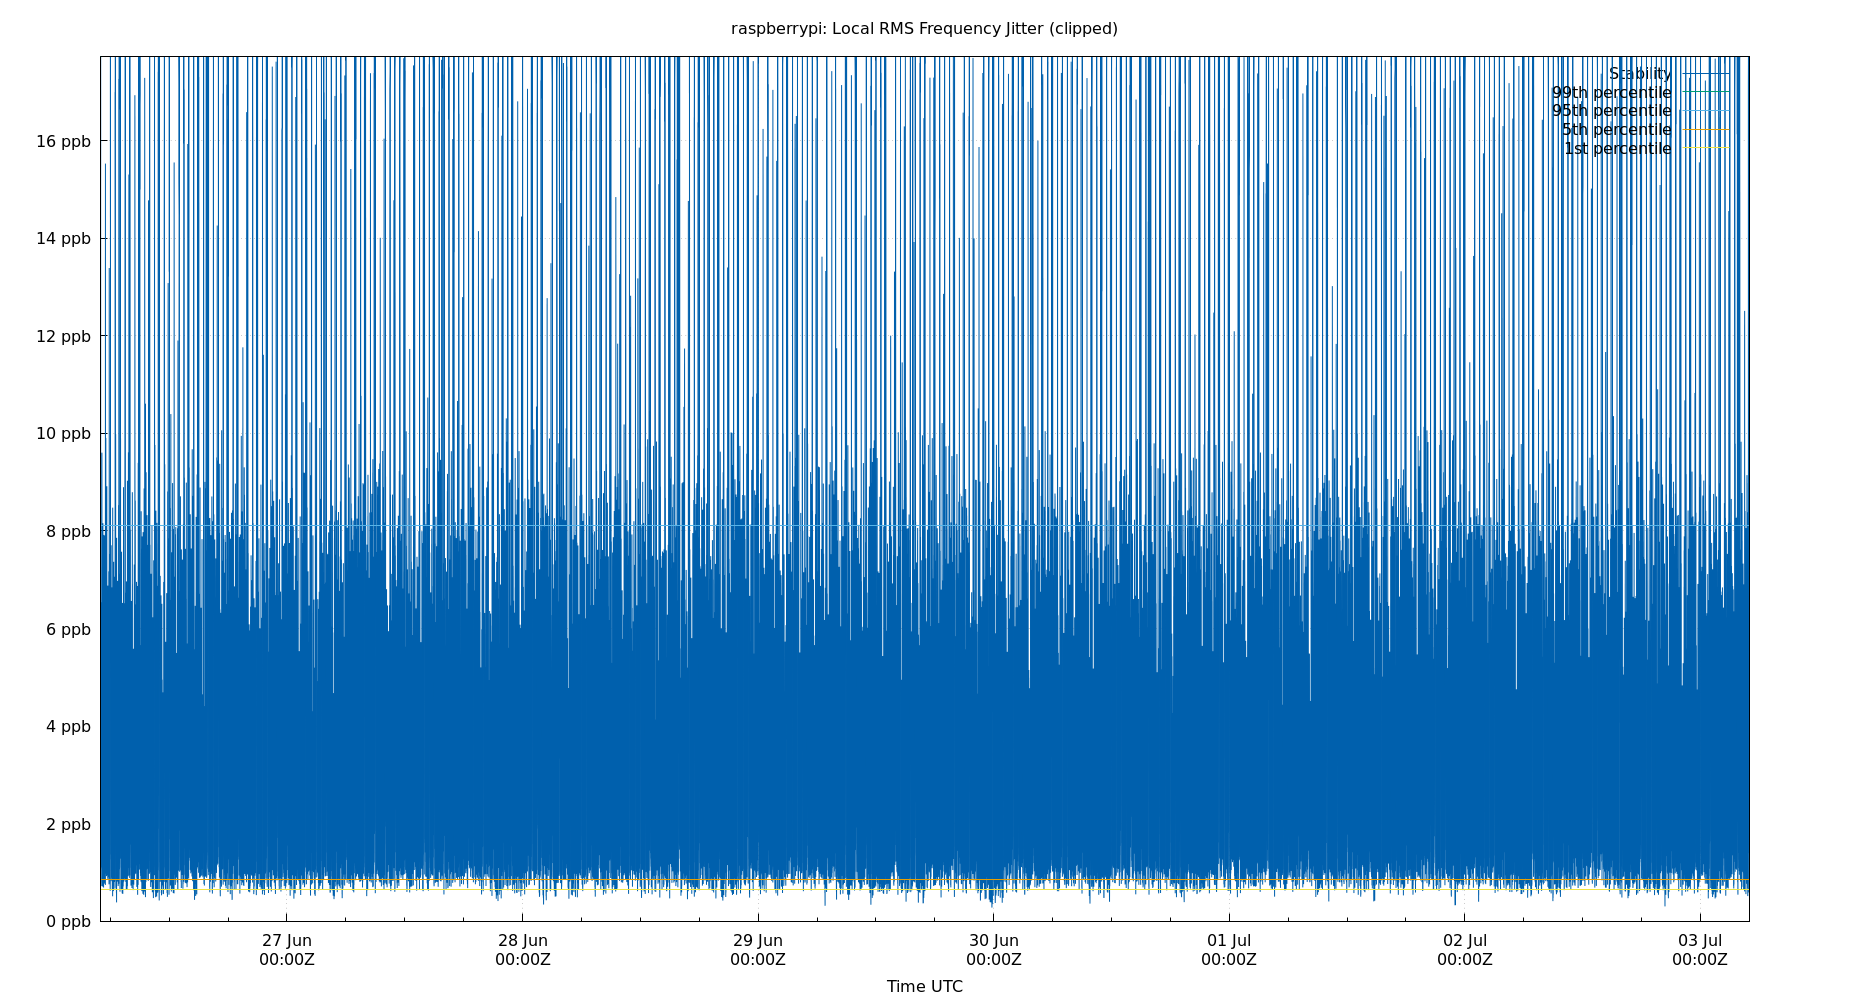 raspberrypi: Local RMS Frequency Jitter (clipped)
Stability
99th percentile
95th percentile
5th percentile
1st percentile
16 ppb
14 ppb
12 ppb
10 ppb
8 ppb
6 ppb
4 ppb
2 ppb
0 ppb
27 Jun 28 Jun 29 Jun 30 Jun 01 Jul 02 Jul 03 Jul
00:00Z 00:00Z 00:00Z 00:00Z 00:00Z 00:00Z 00:00Z
Time UTC